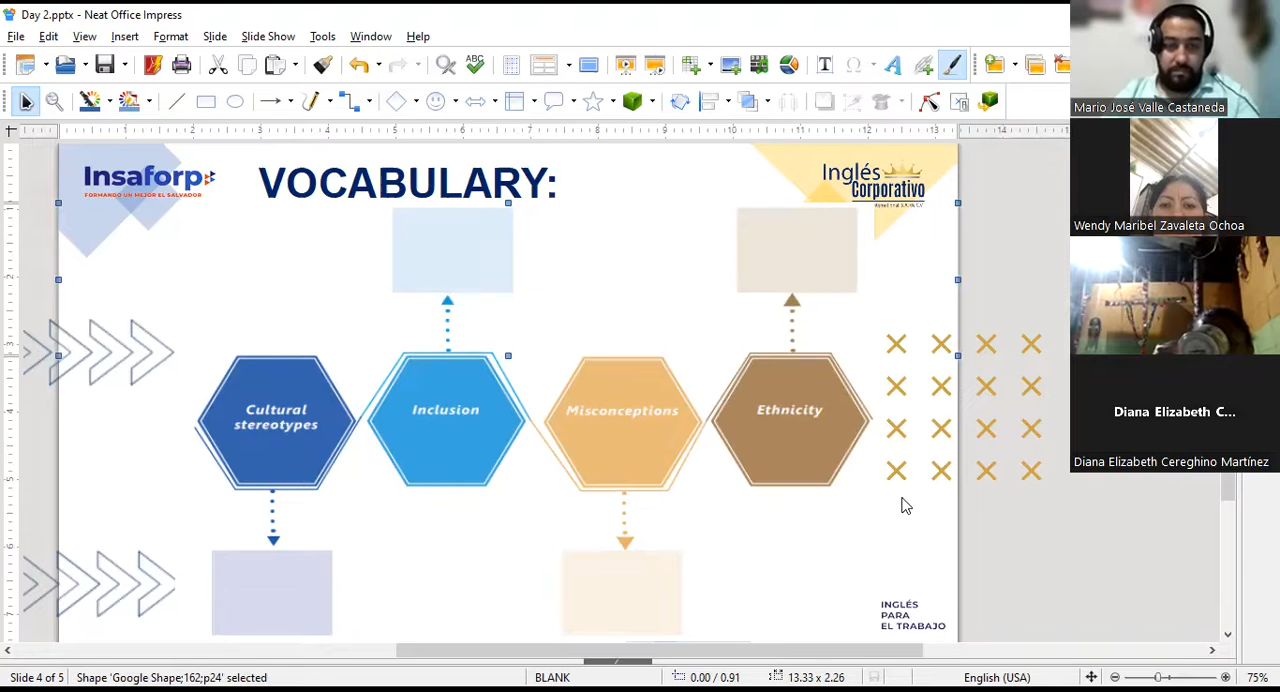 Day 2.pptx - Neat Office Impress
File Edit View Insert Format Slide Slide Show Tools Window Help
Insaforp
FORMANDO UN MEJOR EL SALVADOR
VOCABULARY:
Inglés
Corporativo
Cultural
stereotypes
Inclusion
Misconceptions
Ethnicity
INGLÉS
PARA
EL TRABAJO
Mario José Valle Castaneda
Wendy Maribel Zavaleta Ochoa
Diana Elizabeth C...
Diana Elizabeth Cereghino Martínez
Slide 4 of 5 Shape 'Google Shape;162;p24' selected BLANK 0.00 / 0.91 13.33 x 2.26 English (USA) 75%